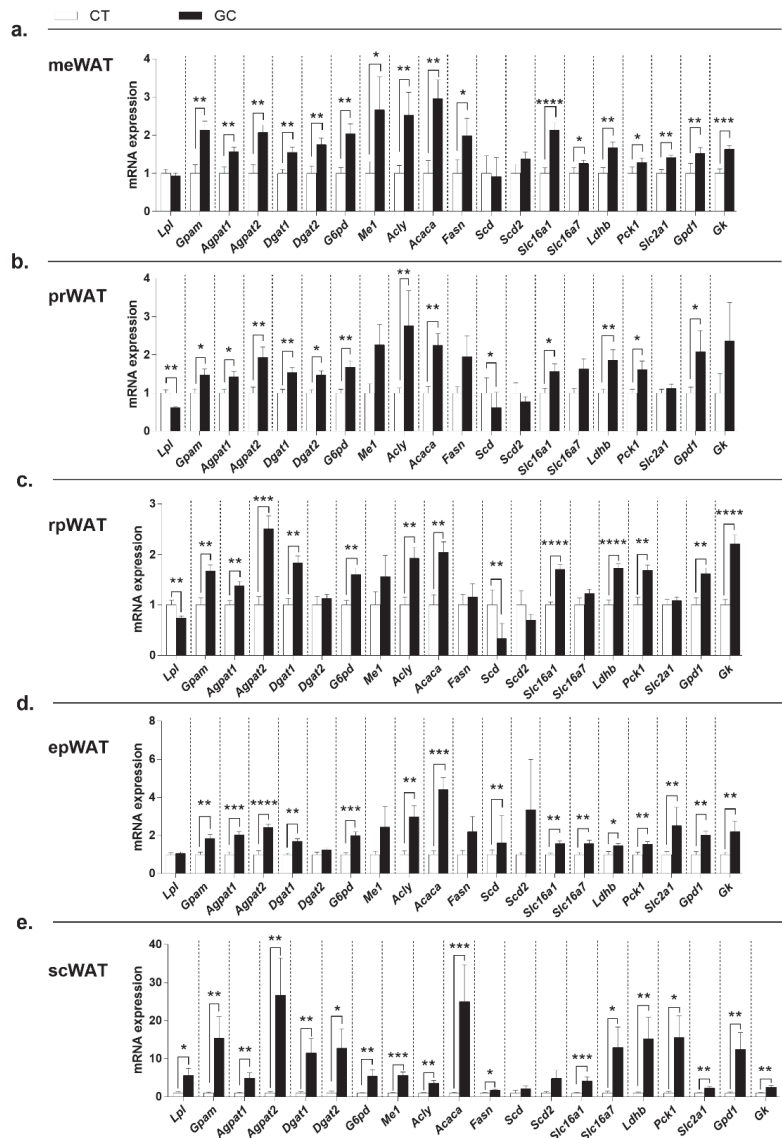 CT GC
a.
meWAT
mRNA expression
4
3
2
1
0
* ** ** * **** *** 
** ** ** ** ** ** * ** * ** **
Lpl Gpam Agpat1 Agpat2 Dgat1 Dgat2 G6pd Me1 Acly Acaca Fasn Scd Scd2 Slc16a1 Slc16a7 Ldhb Pck1 Slc2a1 Gpd1 Gk
b.
prWAT
mRNA expression
4
3
2
1
0
** * * ** ** * ** ** ** * * ** * *
Lpl Gpam Agpat1 Agpat2 Dgat1 Dgat2 G6pd Me1 Acly Acaca Fasn Scd Scd2 Slc16a1 Slc16a7 Ldhb Pck1 Slc2a1 Gpd1 Gk
c.
rpWAT
mRNA expression
3
2
1
0
** ** ** *** ** ** ** ** ** **** **** ** ** ****
Lpl Gpam Agpat1 Agpat2 Dgat1 Dgat2 G6pd Me1 Acly Acaca Fasn Scd Scd2 Slc16a1 Slc16a7 Ldhb Pck1 Slc2a1 Gpd1 Gk
d.
epWAT
mRNA expression
8
6
4
2
0
** *** **** ** *** ** *** ** ** ** * ** ** ** **
Lpl Gpam Agpat1 Agpat2 Dgat1 Dgat2 G6pd Me1 Acly Acaca Fasn Scd Scd2 Slc16a1 Slc16a7 Ldhb Pck1 Slc2a1 Gpd1 Gk
e.
scWAT
mRNA expression
40
30
20
10
0
* ** ** ** ** * ** *** ** *** * *** * ** * ** ** **
Lpl Gpam Agpat1 Agpat2 Dgat1 Dgat2 G6pd Me1 Acly Acaca Fasn Scd Scd2 Slc16a1 Slc16a7 Ldhb Pck1 Slc2a1 Gpd1 Gk